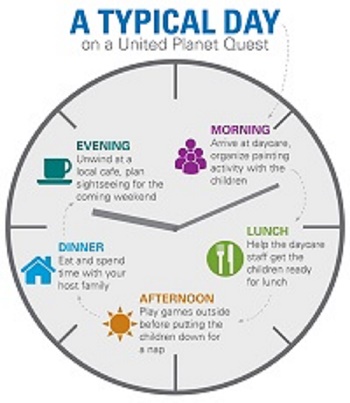 A TYPICAL DAY
on a United Planet Quest
MORNING
Arrive at daycare,
organize painting
activity with the
children
LUNCH
Help the daycare
staff get the
children ready
for lunch
AFTERNOON
Play games outside
before putting the
children down for
a nap
DINNER
Eat and spend
time with your
host family
EVENING
Unwind at a
local cafe, plan
sightseeing for the
coming weekend